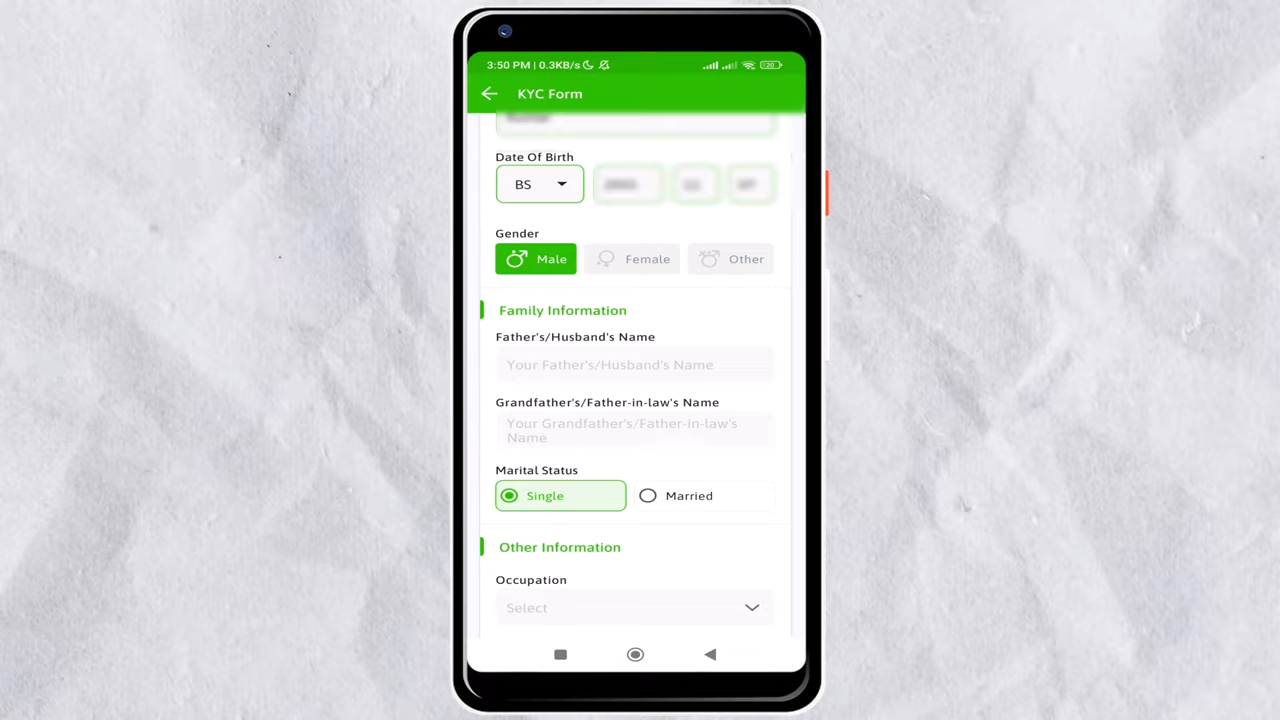 3:50 PM | 0.3KB/s
20
KYC Form
Date Of Birth
BS
Gender
Male Female Other
Family Information
Father's/Husband's Name
Your Father's/Husband's Name
Grandfather's/Father-in-law's Name
Your Grandfather's/Father-in-law's
Name
Marital Status
Single Married
Other Information
Occupation
Select